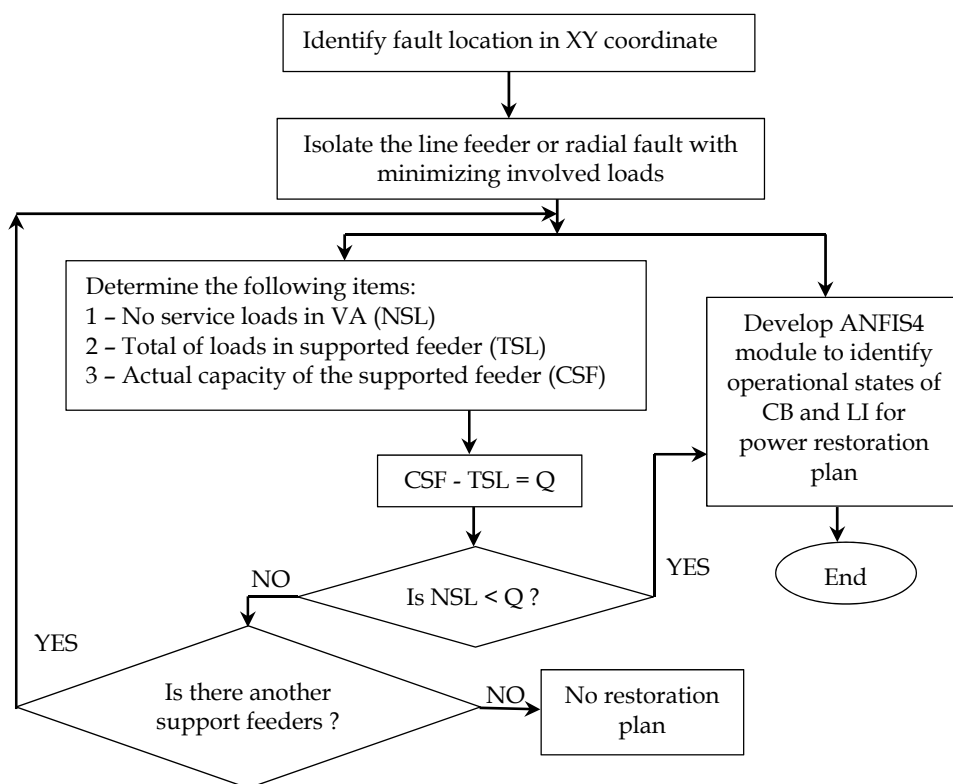 Identify fault location in XY coordinate
Isolate the line feeder or radial fault with
minimizing involved loads
Determine the following items:
1 – No service loads in VA (NSL)
2 – Total of loads in supported feeder (TSL)
3 – Actual capacity of the supported feeder (CSF)
Develop ANFIS4
module to identify
operational states of
CB and LI for
power restoration
plan
CSF - TSL = Q
Is NSL < Q ?
NO
YES
End
YES
Is there another
support feeders ?
NO
No restoration
plan